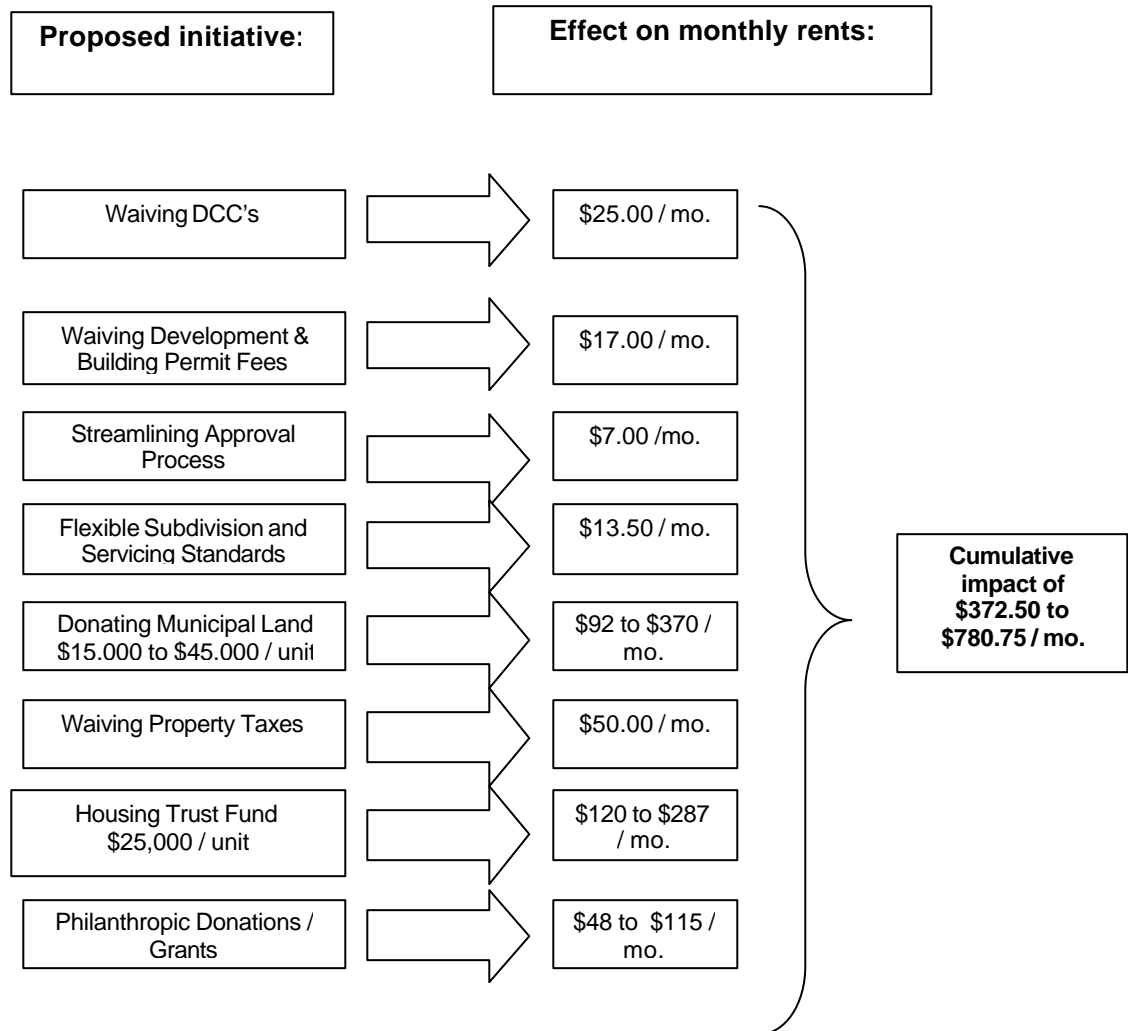 Proposed initiative:
Effect on monthly rents:
Waiving DCC’s
$25.00 / mo.
Waiving Development &
Building Permit Fees
$17.00 / mo.
Streamlining Approval
Process
$7.00 /mo.
Flexible Subdivision and
Servicing Standards
$13.50 / mo.
Donating Municipal Land
$15.000 to $45.000 / unit
$92 to $370 /
mo.
Waiving Property Taxes
$50.00 / mo.
Housing Trust Fund
$25,000 / unit
$120 to $287
/ mo.
Philanthropic Donations /
Grants
$48 to $115 /
mo.
Cumulative
impact of
$372.50 to
$780.75 / mo.